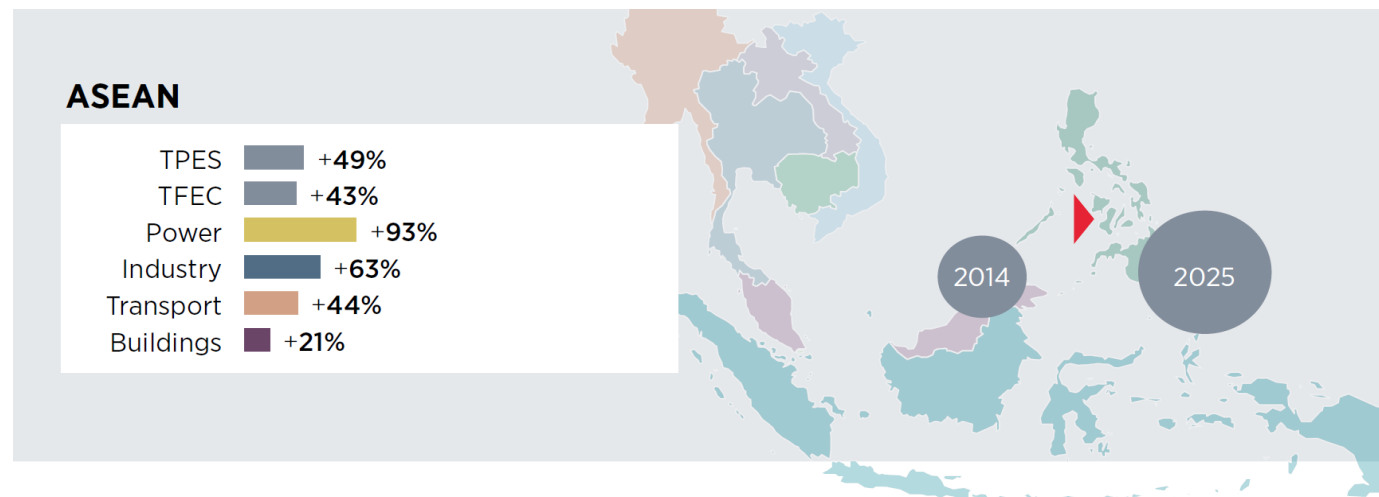 ASEAN
TPES +49%
TFEC +43%
Power +93%
Industry +63%
Transport +44%
Buildings +21%
2014
2025